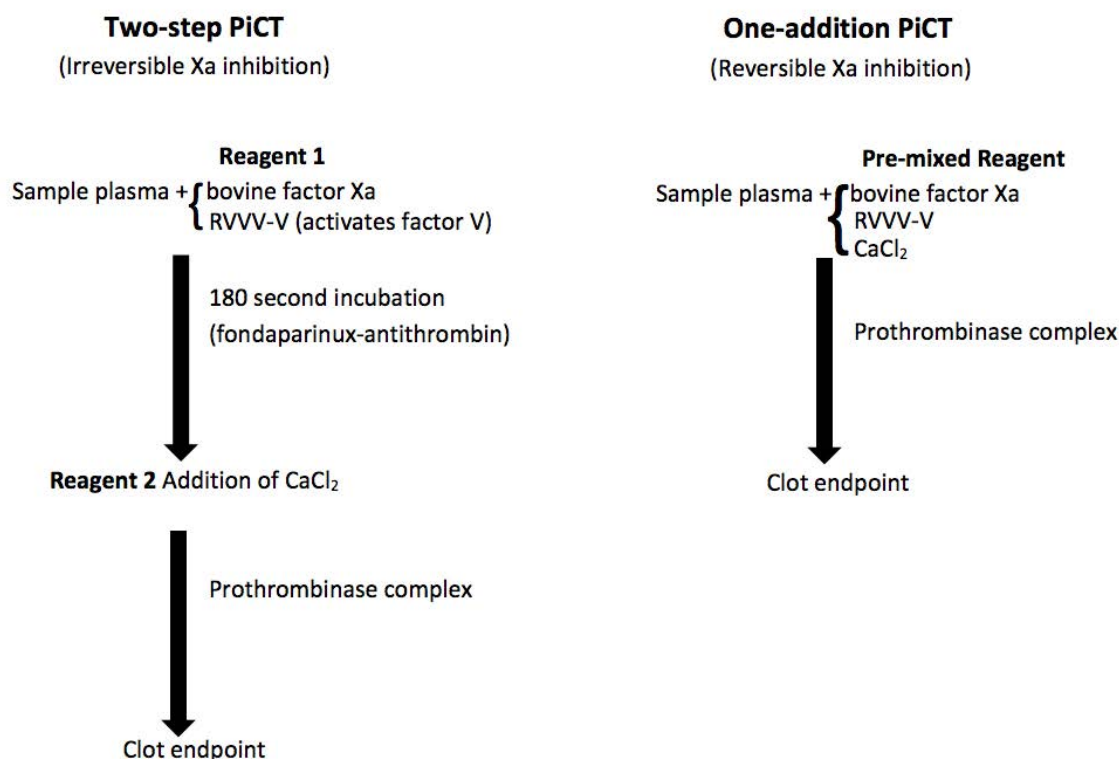 Two-step PiCT
(Irreversible Xa inhibition)
Reagent 1
Sample plasma + { bovine factor Xa
RVVV-V (activates factor V)
180 second incubation
(fondaparinux-antithrombin)
Reagent 2 Addition of CaCl₂
Prothrombinase complex
Clot endpoint
One-addition PiCT
(Reversible Xa inhibition)
Pre-mixed Reagent
Sample plasma + { bovine factor Xa
RVVV-V
CaCl₂
Prothrombinase complex
Clot endpoint